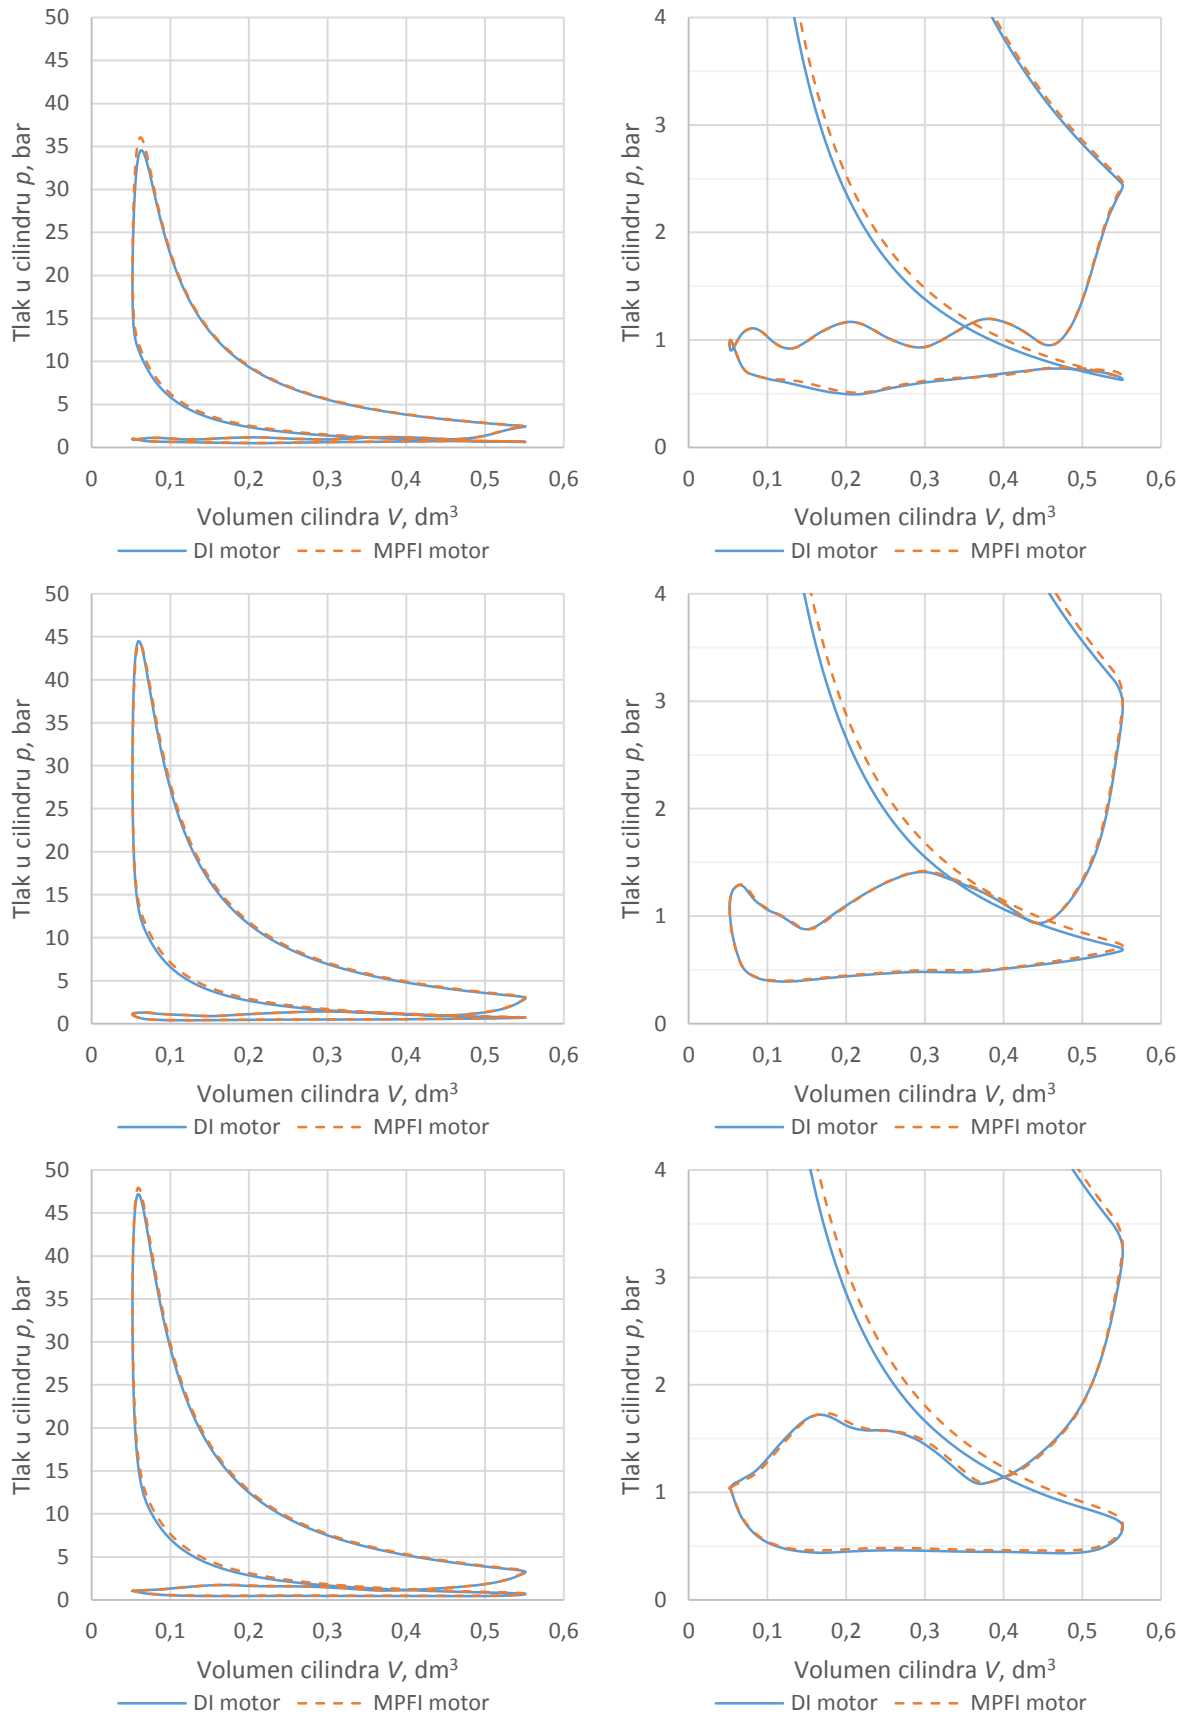 50
45
40
35
30
25
20
15
10
5
0
Tlak u cilindru p, bar
0 0,1 0,2 0,3 0,4 0,5 0,6
Volumen cilindra V, dm³
DI motor MPFI motor
4
3
2
1
0
Tlak u cilindru p, bar
0 0,1 0,2 0,3 0,4 0,5 0,6
Volumen cilindra V, dm³
DI motor MPFI motor
50
45
40
35
30
25
20
15
10
5
0
Tlak u cilindru p, bar
0 0,1 0,2 0,3 0,4 0,5 0,6
Volumen cilindra V, dm³
DI motor MPFI motor
4
3
2
1
0
Tlak u cilindru p, bar
0 0,1 0,2 0,3 0,4 0,5 0,6
Volumen cilindra V, dm³
DI motor MPFI motor
50
45
40
35
30
25
20
15
10
5
0
Tlak u cilindru p, bar
0 0,1 0,2 0,3 0,4 0,5 0,6
Volumen cilindra V, dm³
DI motor MPFI motor
4
3
2
1
0
Tlak u cilindru p, bar
0 0,1 0,2 0,3 0,4 0,5 0,6
Volumen cilindra V, dm³
DI motor MPFI motor